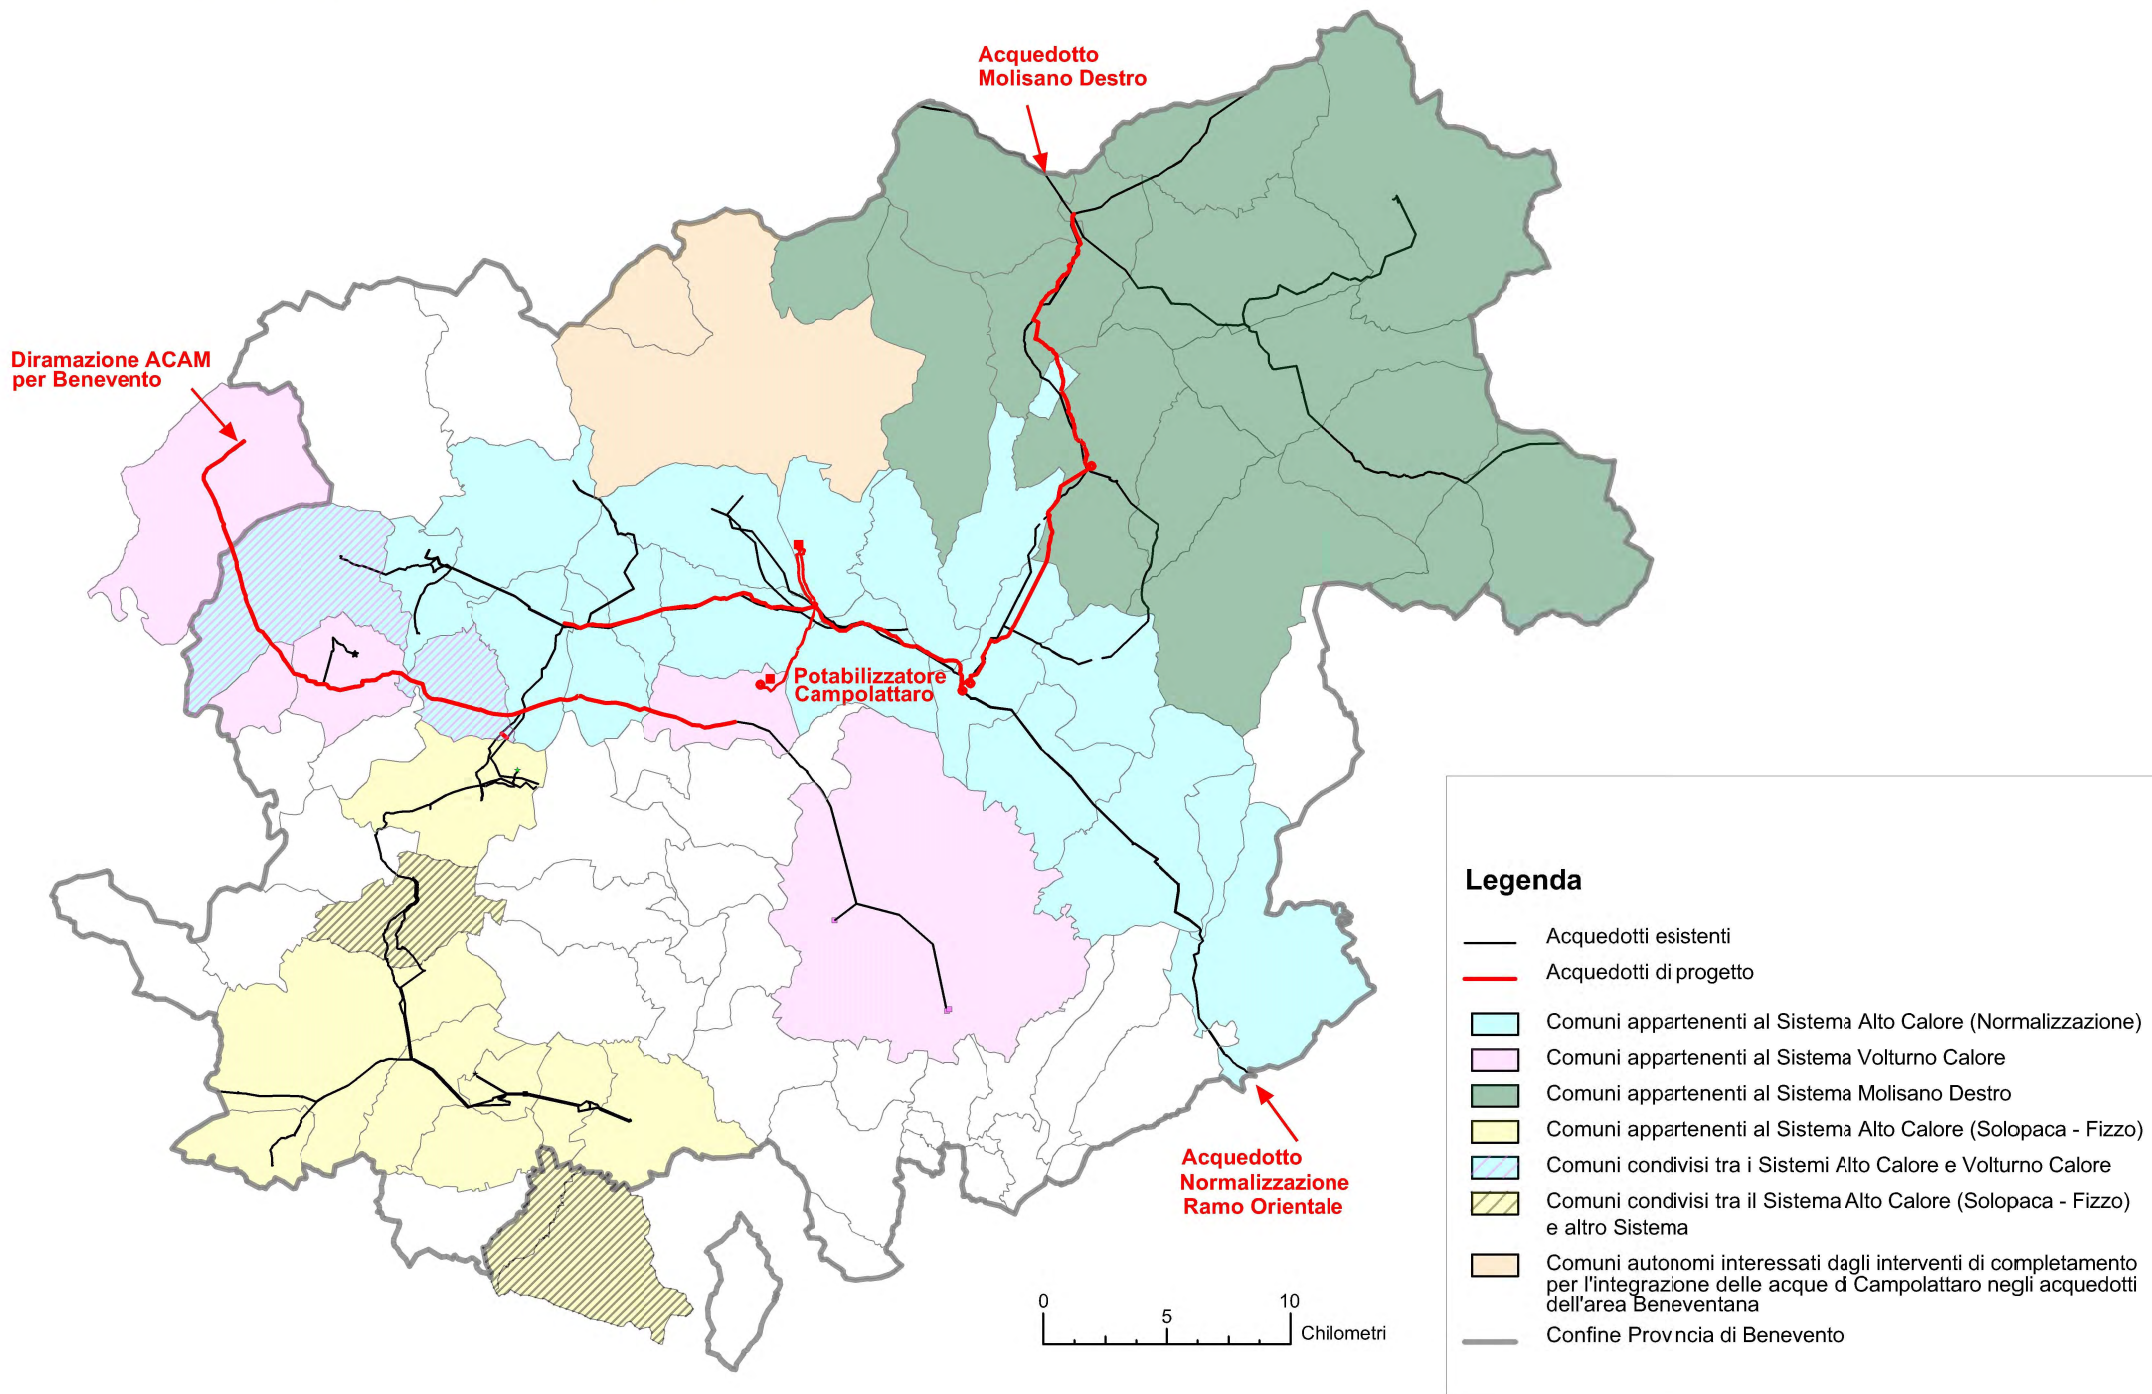 Acquedotto
Molisano Destro
Diramazione ACAM
per Benevento
Potabilizzatore
Campolattaro
Acquedotto
Normalizzazione
Ramo Orientale
0
5
10
Chilometri
Legenda
Acquedotti esistenti
Acquedotti di progetto
Comuni appartenenti al Sistema Alto Calore (Normalizzazione)
Comuni appartenenti al Sistema Volturno Calore
Comuni appartenenti al Sistema Molisano Destro
Comuni appartenenti al Sistema Alto Calore (Solopaca - Fizzo)
Comuni condivisi tra i Sistemi Alto Calore e Volturno Calore
Comuni condivisi tra il Sistema Alto Calore (Solopaca - Fizzo)
e altro Sistema
Comuni autonomi interessati dagli interventi di completamento
per l'integrazione delle acque di Campolattaro negli acquedotti
dell'area Beneventana
Confine Provincia di Benevento